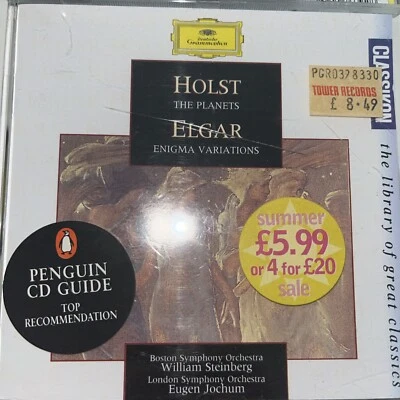 Deutsche
Grammophon
HOLST
THE PLANETS
ELGAR
ENIGMA VARIATIONS
PGR0378330
TOWER RECORDS
£ 8·49
CLASSIKON
the library of great classics
summer
£5.99
or 4 for £20
sale
PENGUIN
CD GUIDE
TOP
RECOMMENDATION
Boston Symphony Orchestra
William Steinberg
London Symphony Orchestra
Eugen Jochum